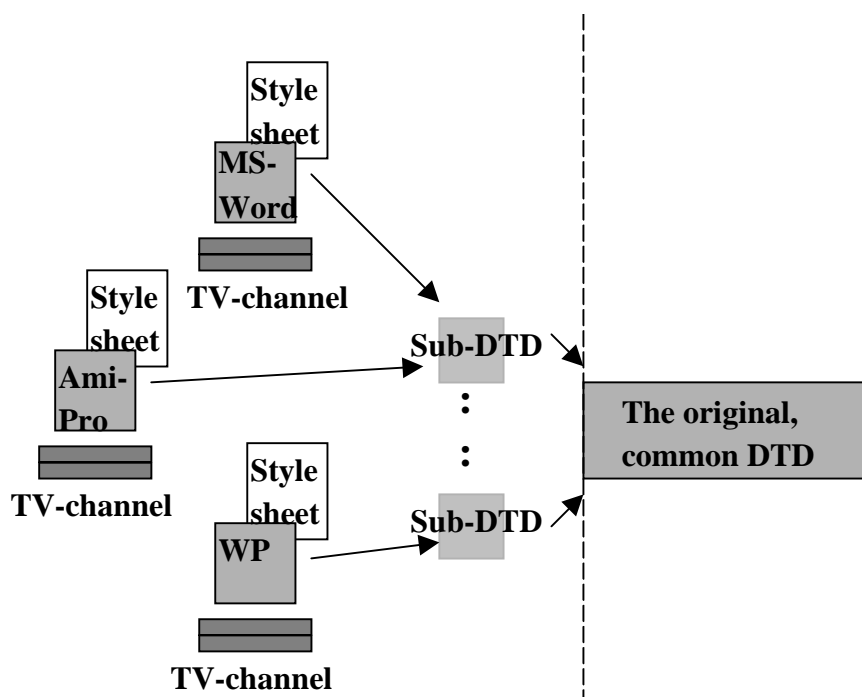 Style
sheet
MS-
Word
TV-channel
Style
sheet
Ami-
Pro
TV-channel
Sub-DTD
:
:
The original,
common DTD
Style
sheet
WP
Sub-DTD
TV-channel